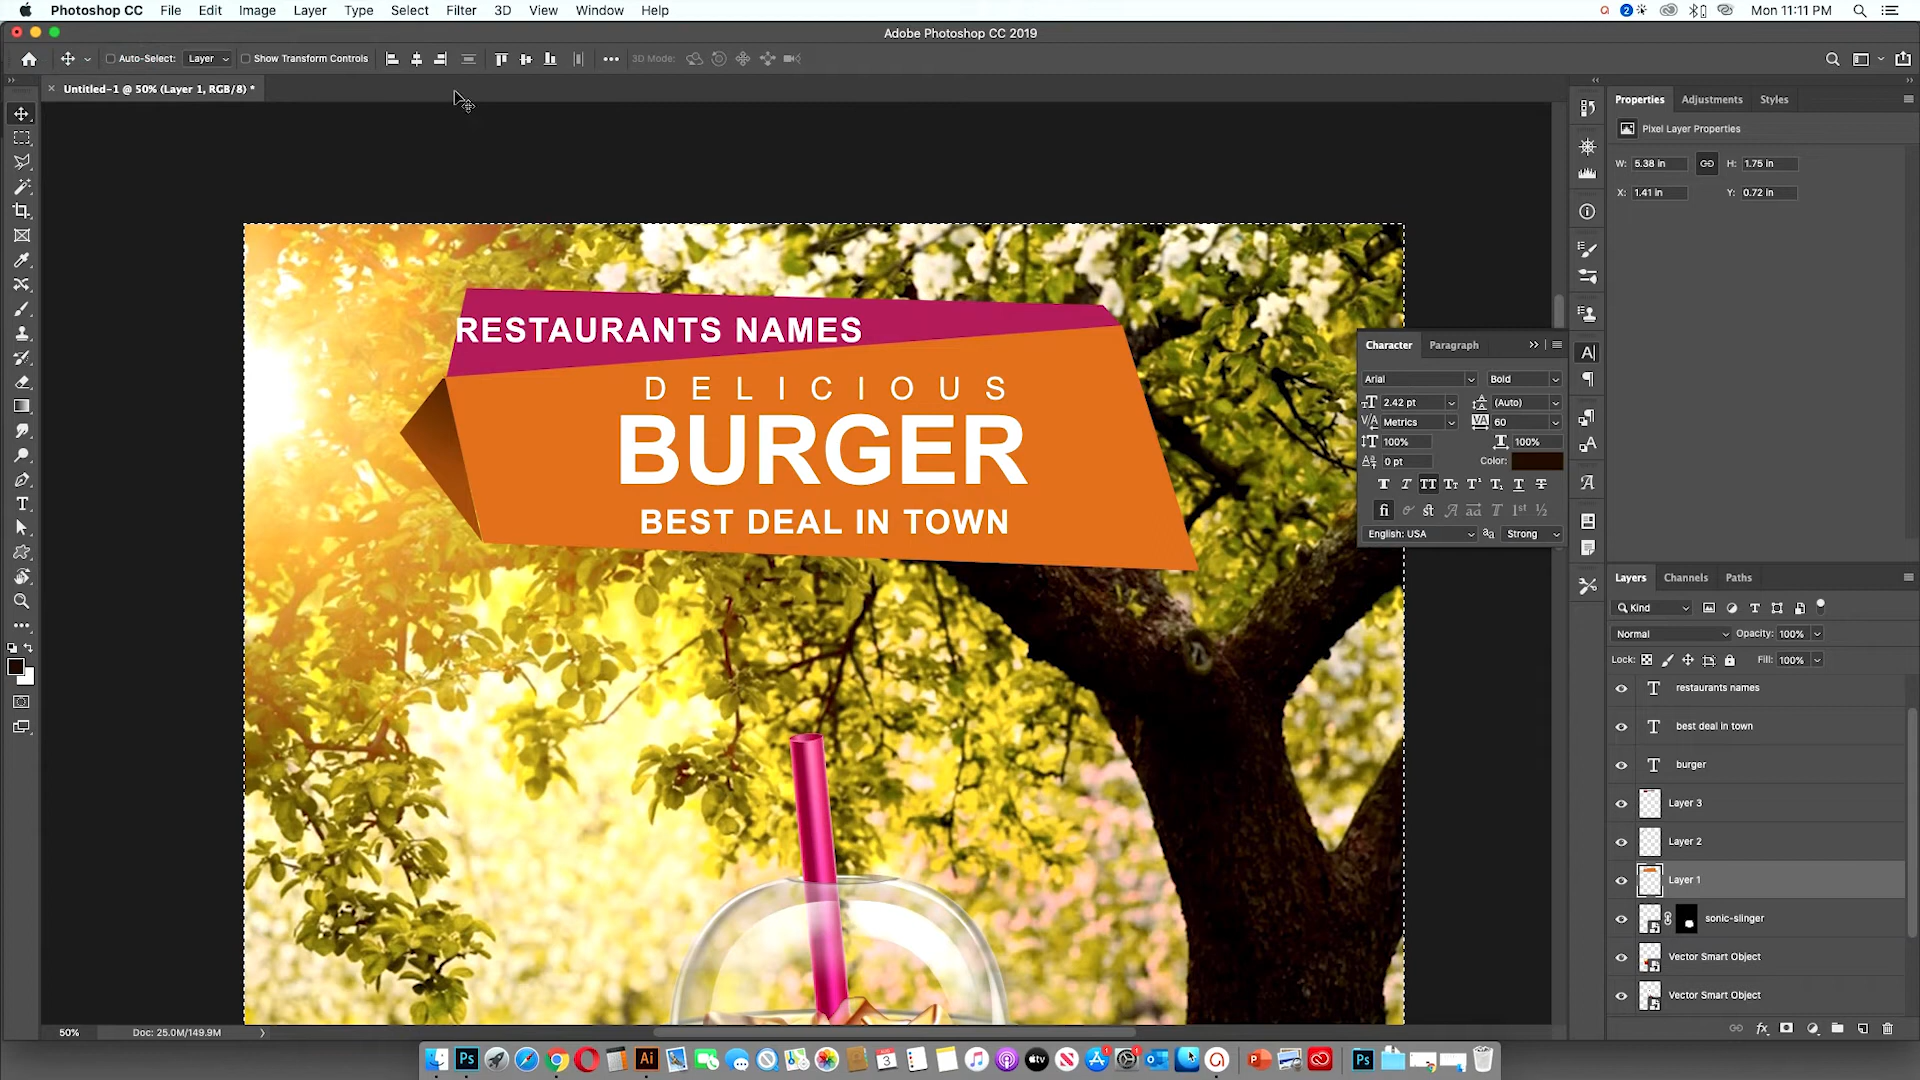 Photoshop CC File Edit Image Layer Type Select Filter 3D View Window Help 2 Mon 11:11 PM
Adobe Photoshop CC 2019
Auto-Select: Layer Show Transform Controls 3D Mode:
Untitled-1 @ 50% (Layer 1, RGB/8) *
Properties Adjustments Styles
Pixel Layer Properties
W: 5.38 in H: 1.75 in
X: 1.41 in Y: 0.72 in
RESTAURANTS NAMES
DELICIOUS
BURGER
BEST DEAL IN TOWN
Character Paragraph
Arial Bold
2.42 pt (Auto)
Metrics 60
100% 100%
0 pt Color:
English: USA Strong
Layers Channels Paths
Kind
Normal Opacity: 100%
Lock: Fill: 100%
restaurants names
best deal in town
burger
Layer 3
Layer 2
Layer 1
sonic-slinger
Vector Smart Object
Vector Smart Object
50% Doc: 25.0M/149.9M